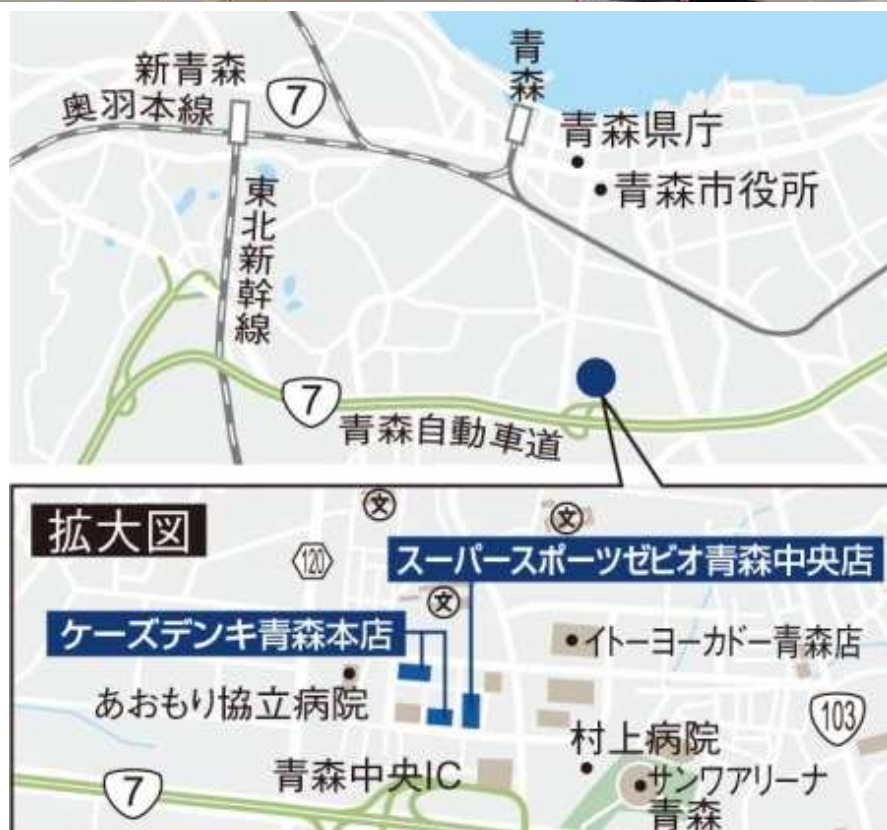 新青森
奥羽本線
7
青森
青森県庁
青森市役所
東北新幹線
7
青森自動車道
拡大図
文
文
120
スーパースポーツゼビオ青森中央店
文
ケーズデンキ青森本店
イトーヨーカドー青森店
あおもり協立病院
103
村上病院
青森中央IC
7
サンワアリーナ
青森